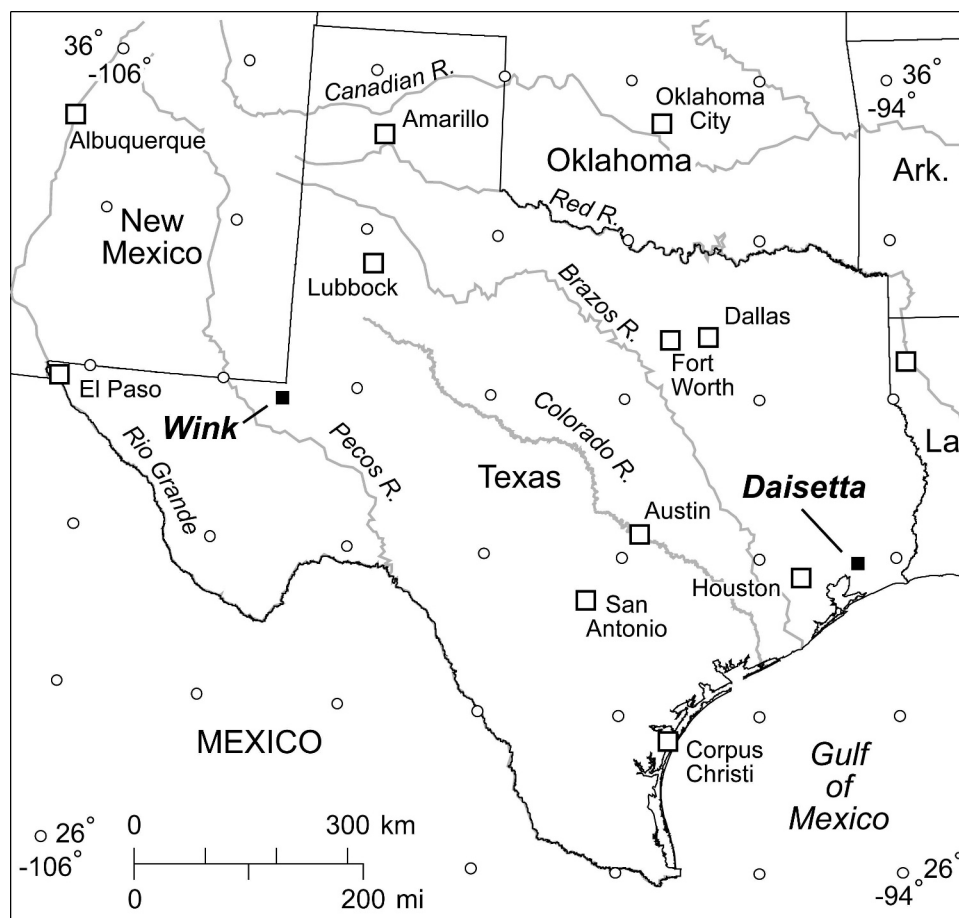 36°
-106°
Canadian R.
Oklahoma
City
36°
-94°
Amarillo
Albuquerque
Oklahoma
Ark.
New
Mexico
Red R.
Lubbock
Brazos R.
Dallas
Fort
Worth
El Paso
Wink
Rio Grande
Pecos R.
Colorado R.
Texas
La
Daisetta
Austin
Houston
San
Antonio
MEXICO
Corpus
Christi
Gulf
of
Mexico
26°
-106°
0
300 km
0
200 mi
26°
-94°